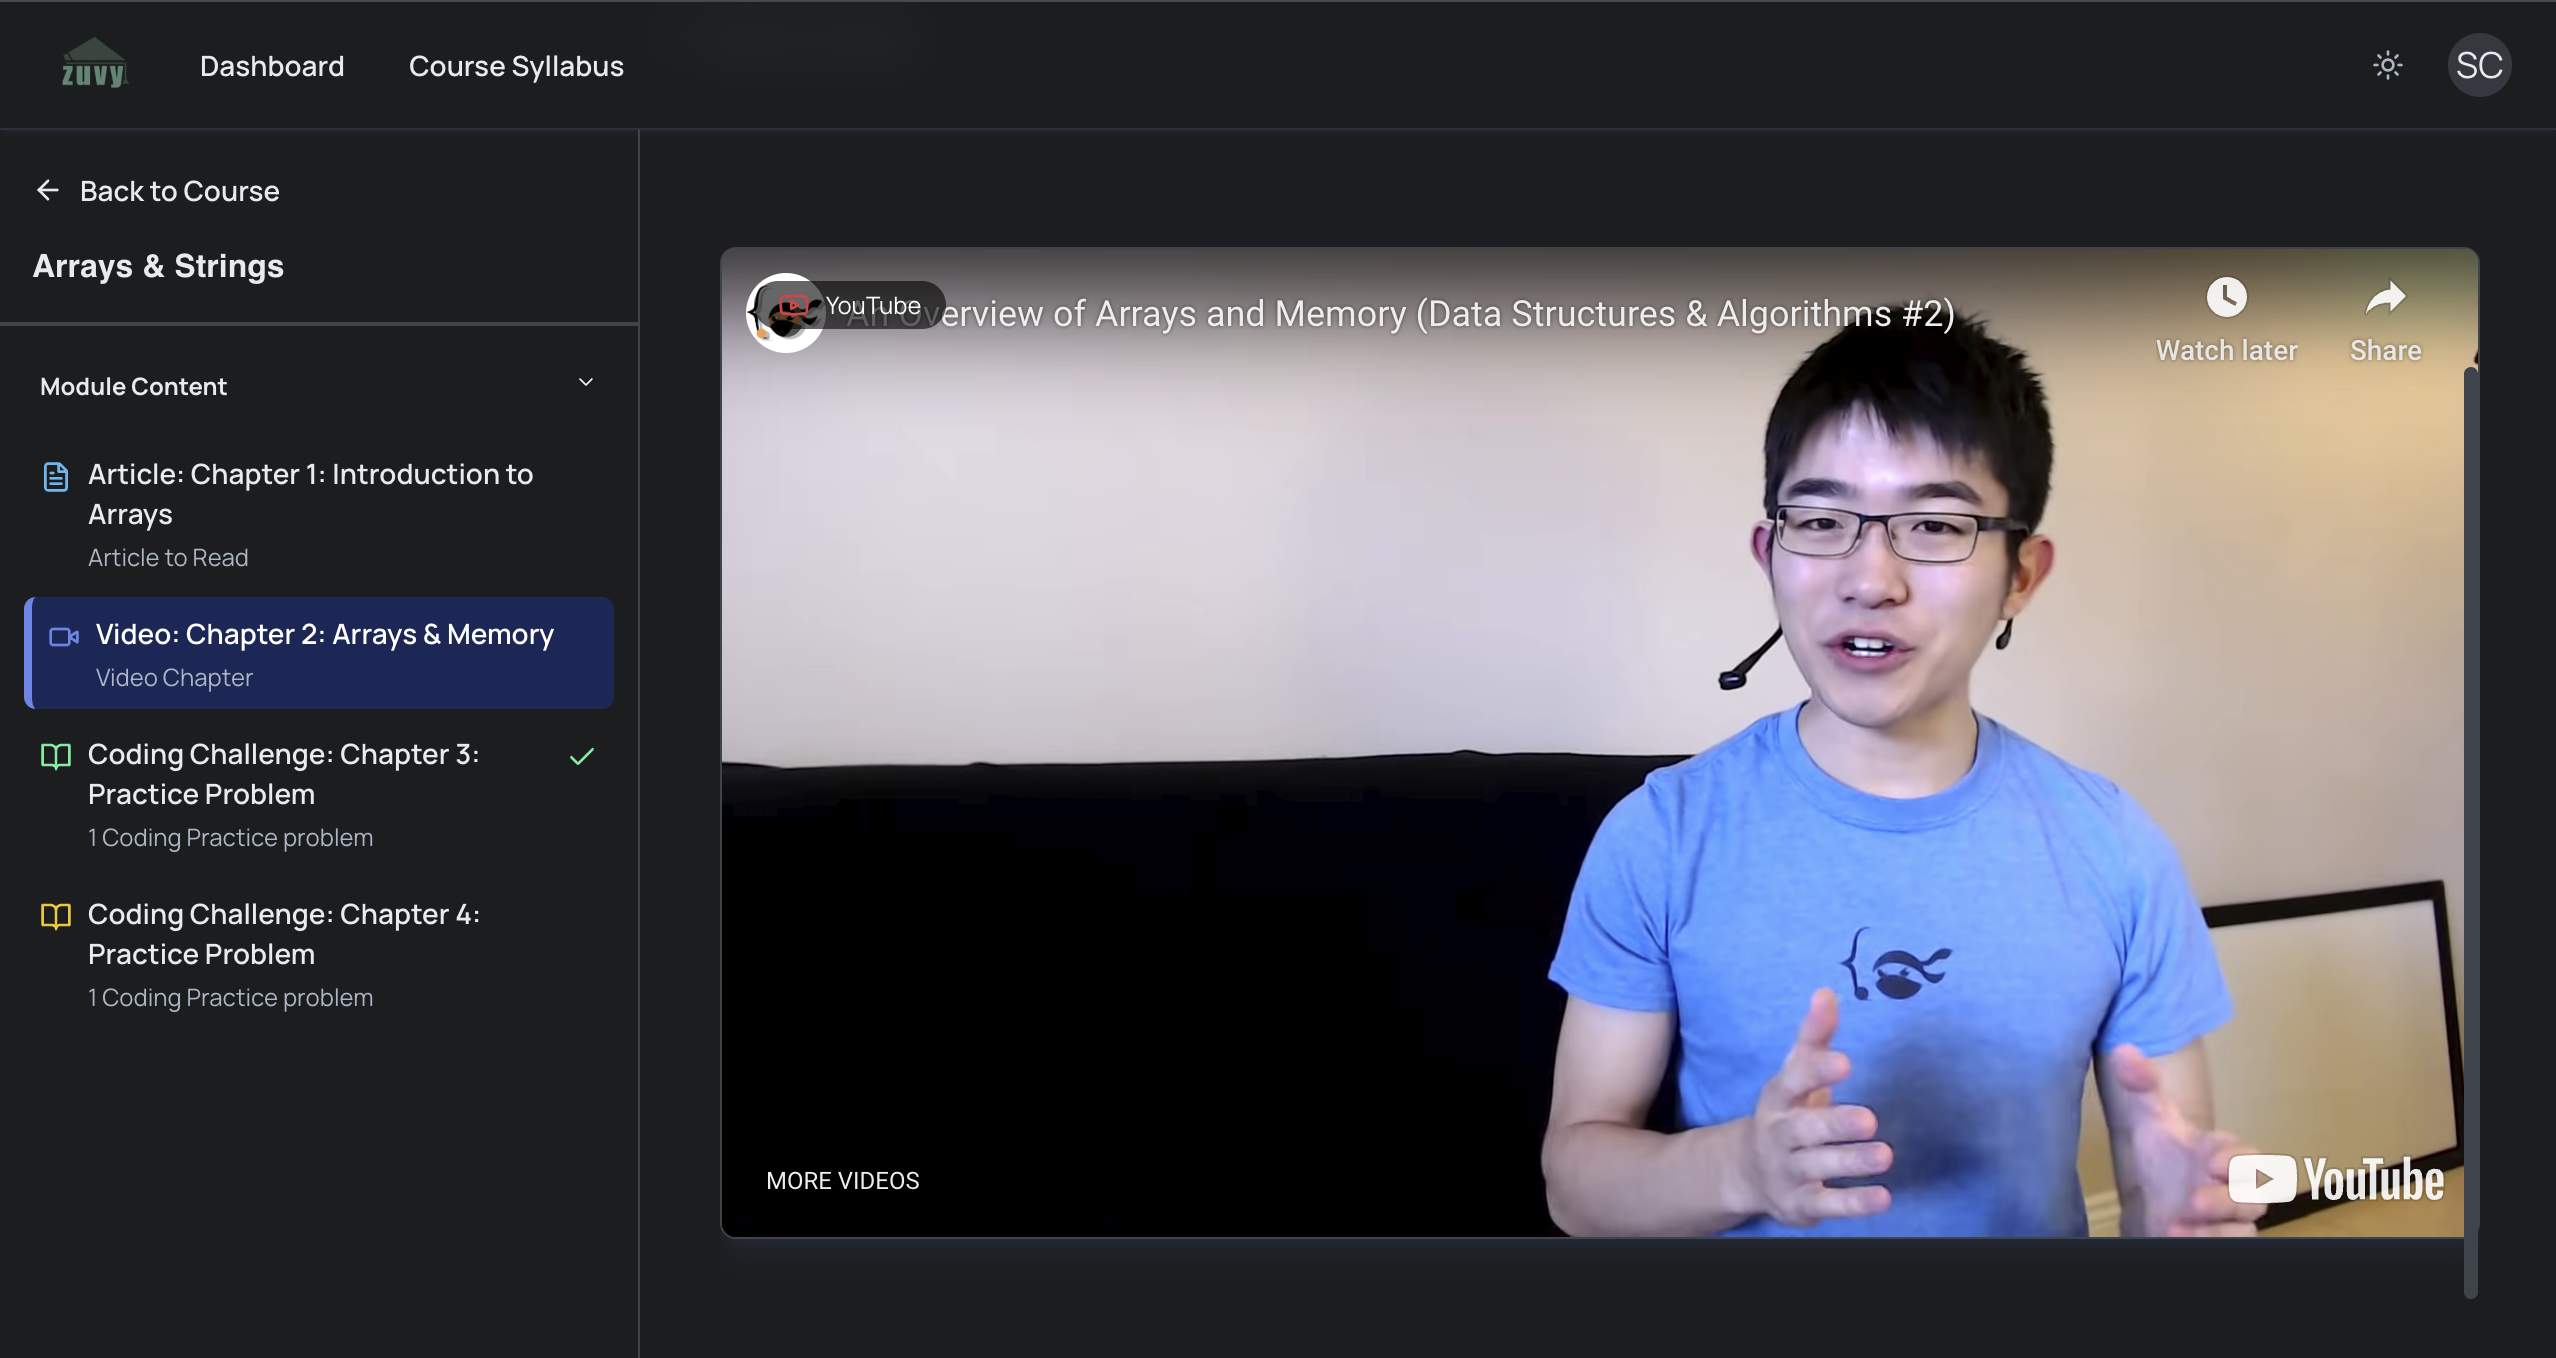 zuvy
Dashboard
Course Syllabus
SC
Back to Course
Arrays & Strings
Module Content
Article: Chapter 1: Introduction to
Arrays
Article to Read
Video: Chapter 2: Arrays & Memory
Video Chapter
Coding Challenge: Chapter 3:
Practice Problem
1 Coding Practice problem
Coding Challenge: Chapter 4:
Practice Problem
1 Coding Practice problem
YouTube
An Overview of Arrays and Memory (Data Structures & Algorithms #2)
Watch later
Share
MORE VIDEOS
YouTube